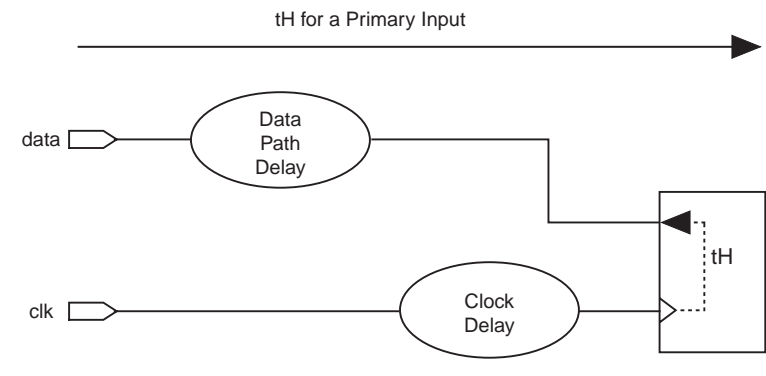 tH for a Primary Input
data
Data
Path
Delay
tH
clk
Clock
Delay